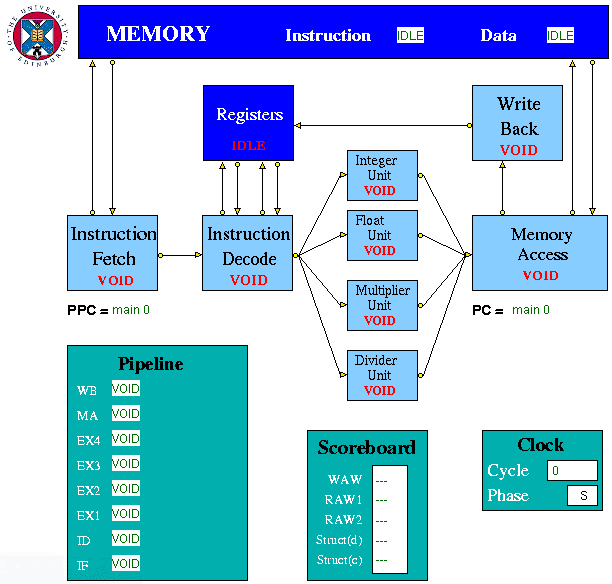 THE UNIVERSITY
OF EDINBURGH
MEMORY Instruction IDLE Data IDLE
Registers
IDLE
Write
Back
VOID
Integer
Unit
VOID
Float
Unit
VOID
Multiplier
Unit
VOID
Divider
Unit
VOID
Instruction
Fetch
VOID
Instruction
Decode
VOID
Memory
Access
VOID
PPC = main 0
PC = main 0
Pipeline
WB VOID
MA VOID
EX4 VOID
EX3 VOID
EX2 VOID
EX1 VOID
ID VOID
IF VOID
Scoreboard
WAW ---
RAW1 ---
RAW2 ---
Struct(d) ---
Struct(c) ---
Clock
Cycle 0
Phase S